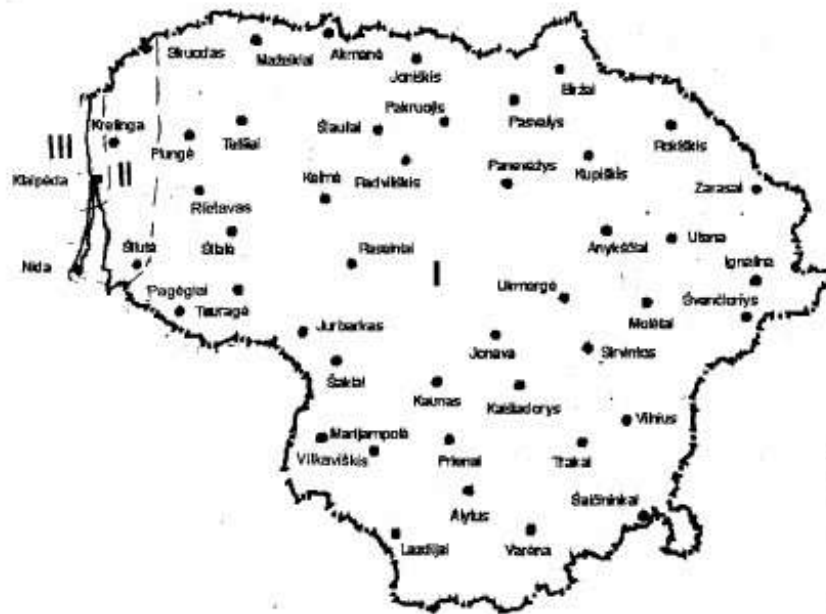 Skuodas
Mažeikiai
Akmenė
Joniškis
Biržai
Pakruojis
Pasvalys
III
Kretinga
Plungė
Telšiai
Šiauliai
Rokiškis
Klaipėda
II
Kelmė
Radviliškis
Panevėžys
Kupiškis
Zarasai
Rietavas
Šilutė
Šilalė
Raseiniai
I
Anykščiai
Utena
Ignalina
Nida
Pagėgiai
Tauragė
Ukmergė
Molėtai
Švenčionys
Jurbarkas
Jonava
Sirvintos
Šakiai
Kaunas
Kaišiadorys
Vilnius
Marijampolė
Vilkaviškis
Prienai
Trakai
Alytus
Šalčininkai
Lazdijai
Varėna